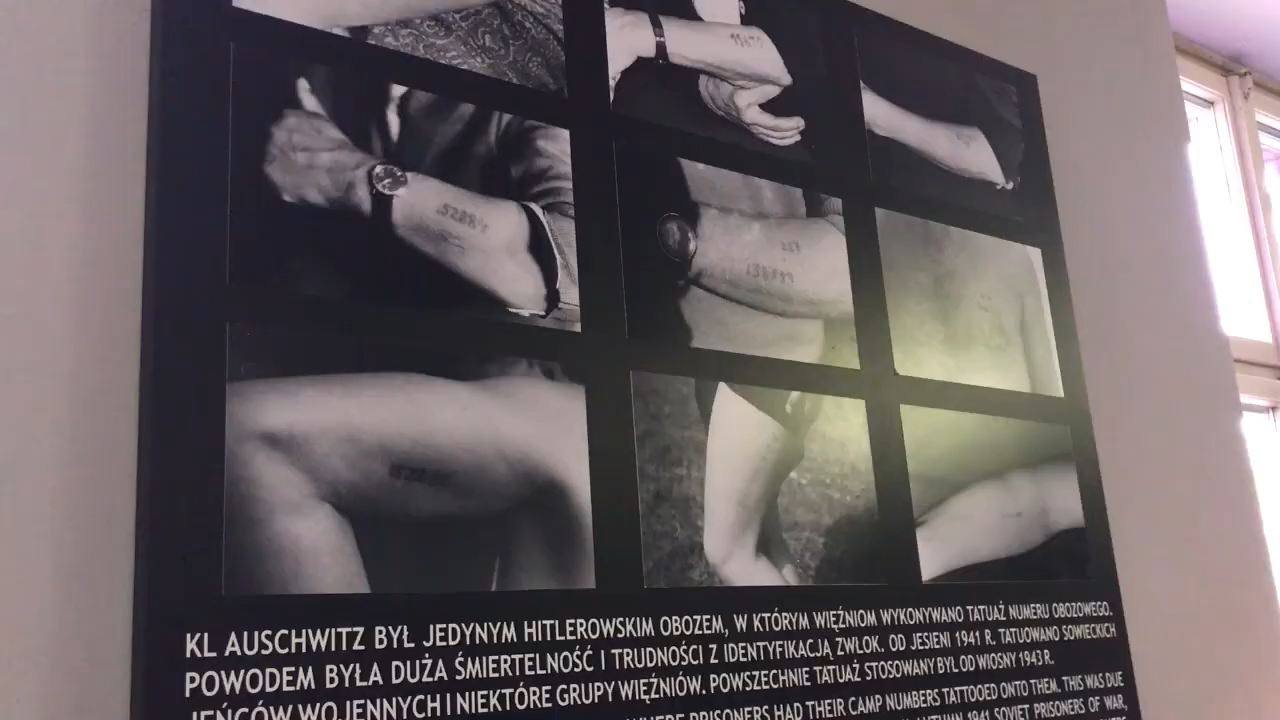 KL AUSCHWITZ BYŁ JEDYNYM HITLEROWSKIM OBOZEM, W KTÓRYM WIĘŹNIOM WYKONYWANO TATUAŻ NUMERU OBOZOWEGO.
POWODEM BYŁA DUŻA ŚMIERTELNOŚĆ I TRUDNOŚCI Z IDENTYFIKACJĄ ZWŁOK. OD JESIENI 1941 R. TATUOWANO SOWIECKICH
JEŃCÓW WOJENNYCH I NIEKTÓRE GRUPY WIĘŹNIÓW. POWSZECHNIE TATUAŻ STOSOWANY BYŁ OD WIOSNY 1943 R.
WHERE PRISONERS HAD THEIR CAMP NUMBERS TATTOOED ONTO THEM. THIS WAS DUE
AUTUMN 1941 SOVIET PRISONERS OF WAR,